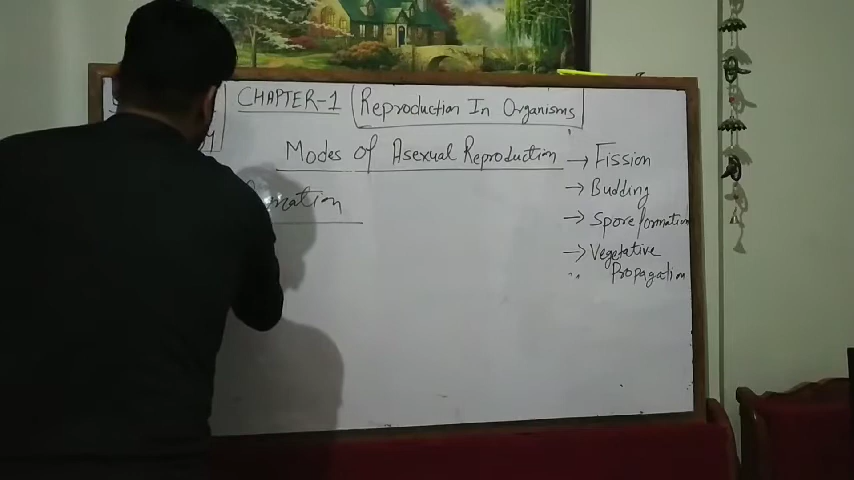 CHAPTER-1 Reproduction In Organisms
Modes of Asexual Reproduction → Fission
→ Budding
→ Spore formation
→ Vegetative
Propagation